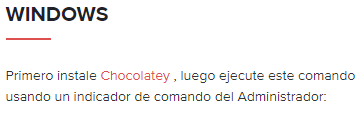 WINDOWS
Primero instale Chocolatey , luego ejecute este comando
usando un indicador de comando del Administrador: